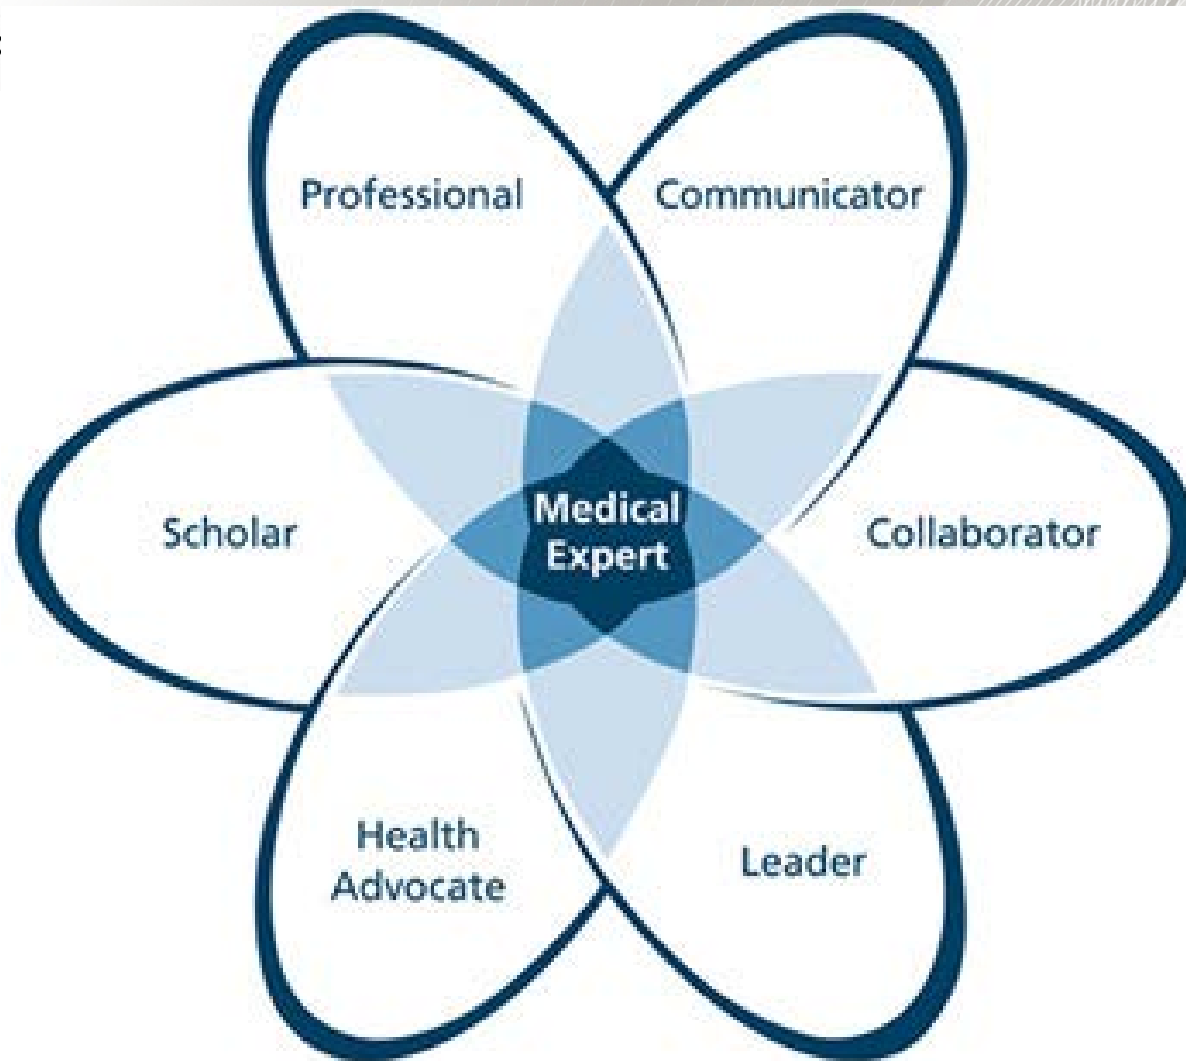 Professional
Communicator
Scholar
Medical
Expert
Collaborator
Health
Advocate
Leader